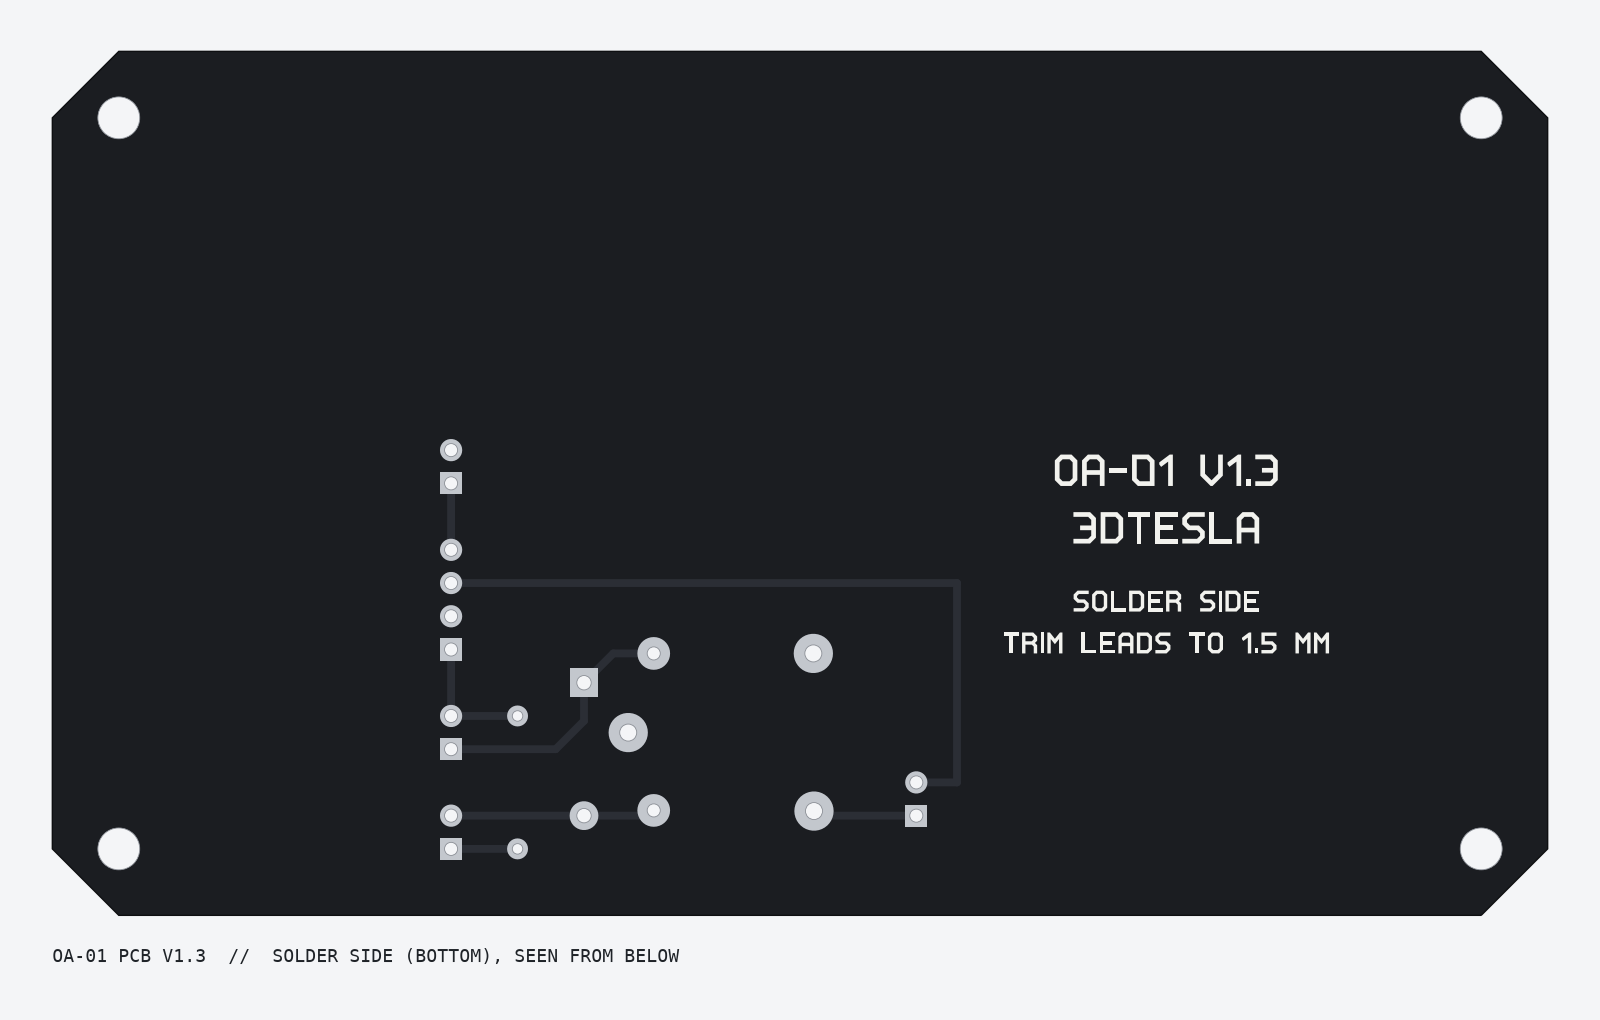 OA-01 V1.3
3DTESLA
SOLDER SIDE
TRIM LEADS TO 1.5 MM
OA-01 PCB V1.3  //  SOLDER SIDE (BOTTOM), SEEN FROM BELOW